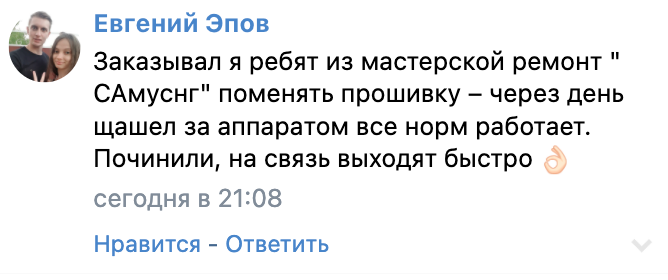 Евгений Эпов
Заказывал я ребят из мастерской ремонт "
САмуснг" поменять прошивку – через день
щашел за аппаратом все норм работает.
Починили, на связь выходят быстро 👌🏻
сегодня в 21:08
Нравится - Ответить